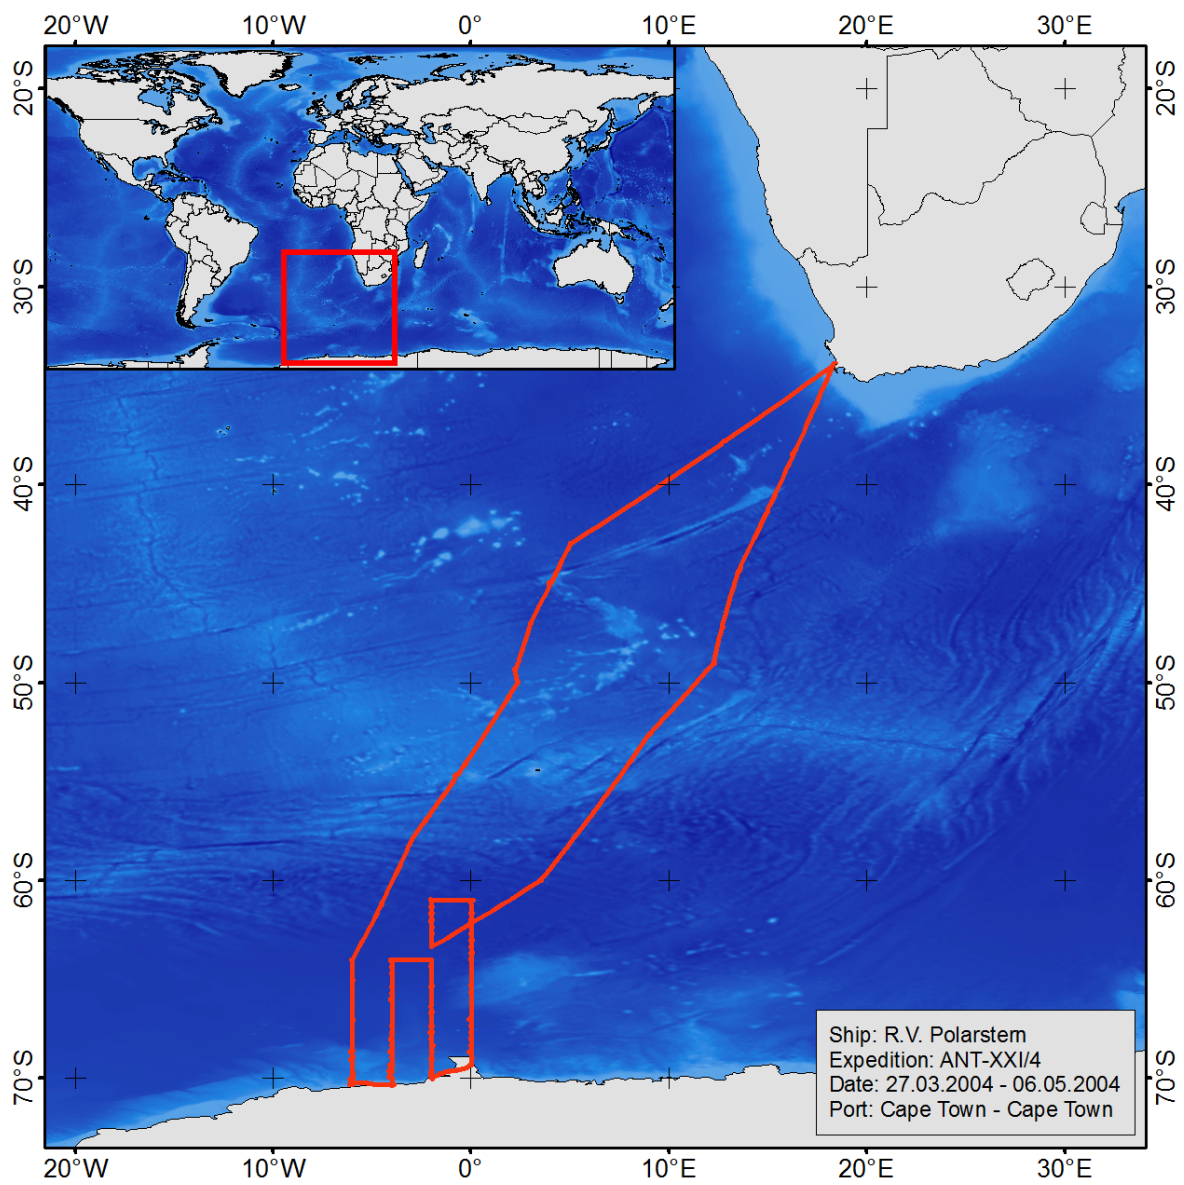 20°W 10°W 0° 10°E 20°E 30°E
20°S 20°S
30°S 30°S
40°S 40°S
50°S 50°S
60°S 60°S
Ship: R.V. Polarstern
Expedition: ANT-XXI/4
Date: 27.03.2004 - 06.05.2004
Port: Cape Town - Cape Town
70°S 70°S
20°W 10°W 0° 10°E 20°E 30°E